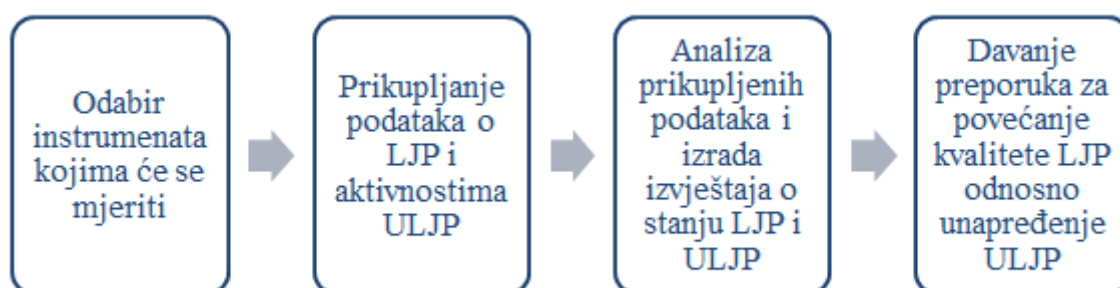 Odabir
instrumenata
kojima će se
mjeriti
Prikupljanje
podataka o
LJP i
aktivnostima
ULJP
Analiza
prikupljenih
podataka i
izrada
izvještaja o
stanju LJP i
ULJP
Davanje
preporuka za
povećanje
kvalitete LJP
odnosno
unapređenje
ULJP